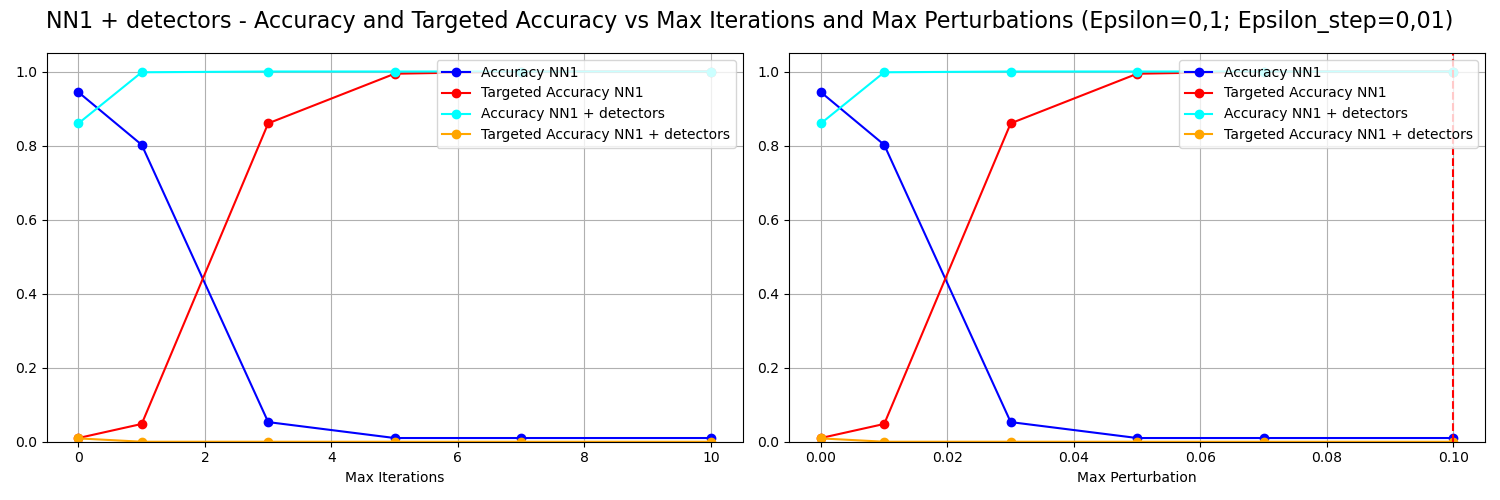 NN1 + detectors - Accuracy and Targeted Accuracy vs Max Iterations and Max Perturbations (Epsilon=0,1; Epsilon_step=0,01)
1.0
0.8
0.6
0.4
0.2
0.0
Accuracy NN1
Targeted Accuracy NN1
Accuracy NN1 + detectors
Targeted Accuracy NN1 + detectors
0 2 4 6 8 10
Max Iterations
1.0
0.8
0.6
0.4
0.2
0.0
Accuracy NN1
Targeted Accuracy NN1
Accuracy NN1 + detectors
Targeted Accuracy NN1 + detectors
0.00 0.02 0.04 0.06 0.08 0.10
Max Perturbation